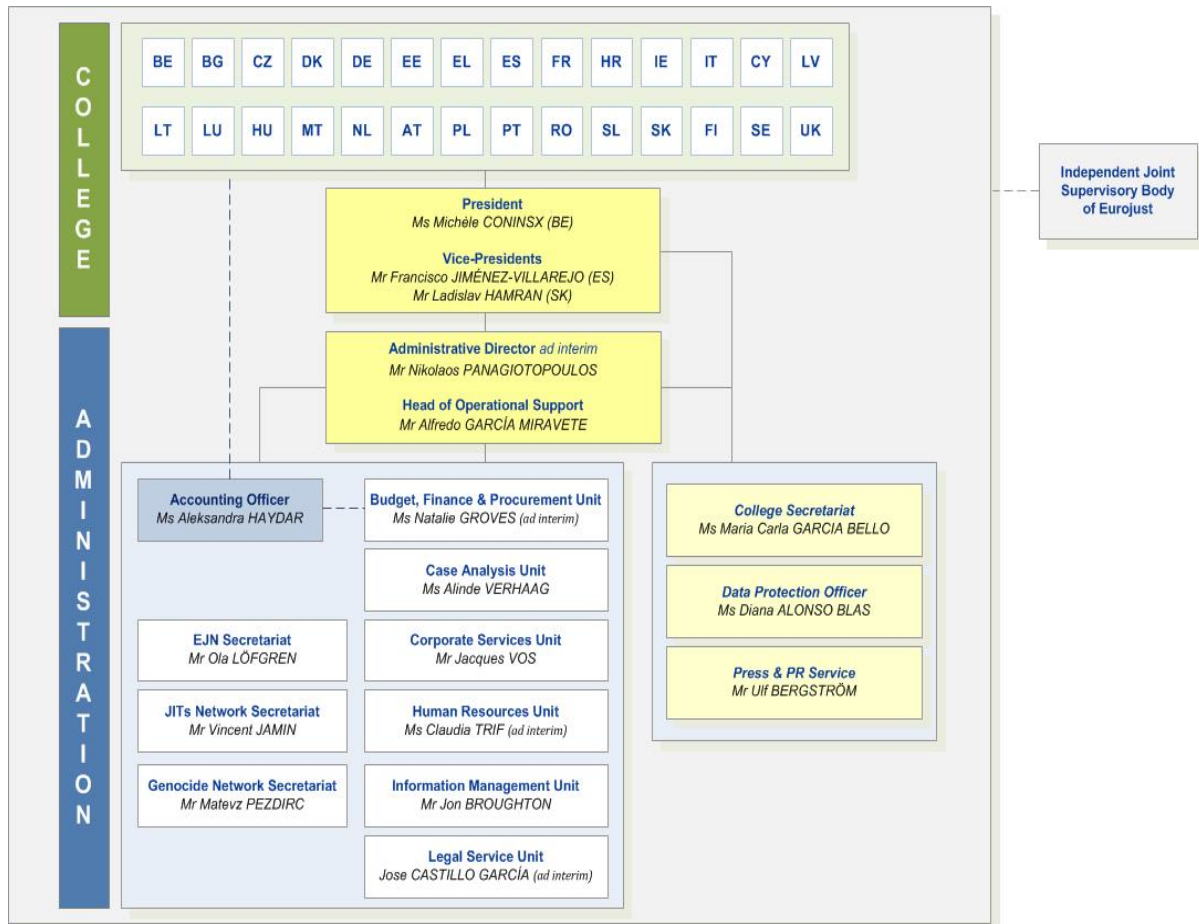 COLLEGE
BE BG CZ DK DE EE EL ES FR HR IE IT CY LV
LT LU HU MT NL AT PL PT RO SL SK FI SE UK
Independent Joint
Supervisory Body
of Eurojust
President
Ms Michèle CONINSX (BE)
Vice-Presidents
Mr Francisco JIMÉNEZ-VILLAREJO (ES)
Mr Ladislav HAMRAN (SK)
ADMINISTRATION
Administrative Director ad interim
Mr Nikolaos PANAGIOTOPOULOS
Head of Operational Support
Mr Alfredo GARCÍA MIRAVETE
Accounting Officer
Ms Aleksandra HAYDAR
Budget, Finance & Procurement Unit
Ms Natalie GROVES (ad interim)
Case Analysis Unit
Ms Alinde VERHAAG
EJN Secretariat
Mr Ola LÖFGREN
Corporate Services Unit
Mr Jacques VOS
JITs Network Secretariat
Mr Vincent JAMIN
Human Resources Unit
Ms Claudia TRIF (ad interim)
Genocide Network Secretariat
Mr Matevz PEZDIRC
Information Management Unit
Mr Jon BROUGHTON
Legal Service Unit
Jose CASTILLO GARCÍA (ad interim)
College Secretariat
Ms Maria Carla GARCIA BELLO
Data Protection Officer
Ms Diana ALONSO BLAS
Press & PR Service
Mr Ulf BERGSTRÖM